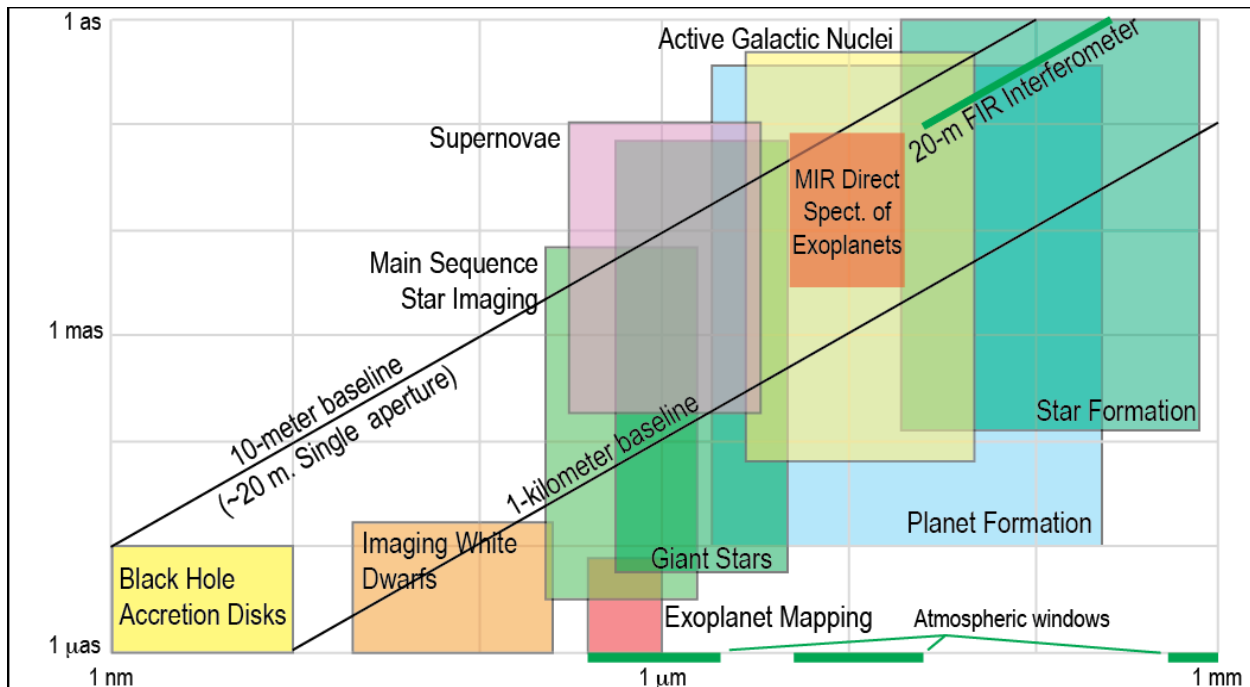 1 as
Active Galactic Nuclei
20-m FIR Interferometer
Supernovae
MIR Direct
Spect. of
Exoplanets
Main Sequence
Star Imaging
1 mas
10-meter baseline
(~20 m. Single aperture)
1-kilometer baseline
Star Formation
Planet Formation
Imaging White
Dwarfs
Giant Stars
Black Hole
Accretion Disks
Exoplanet Mapping
Atmospheric windows
1 µas
1 nm
1 µm
1 mm